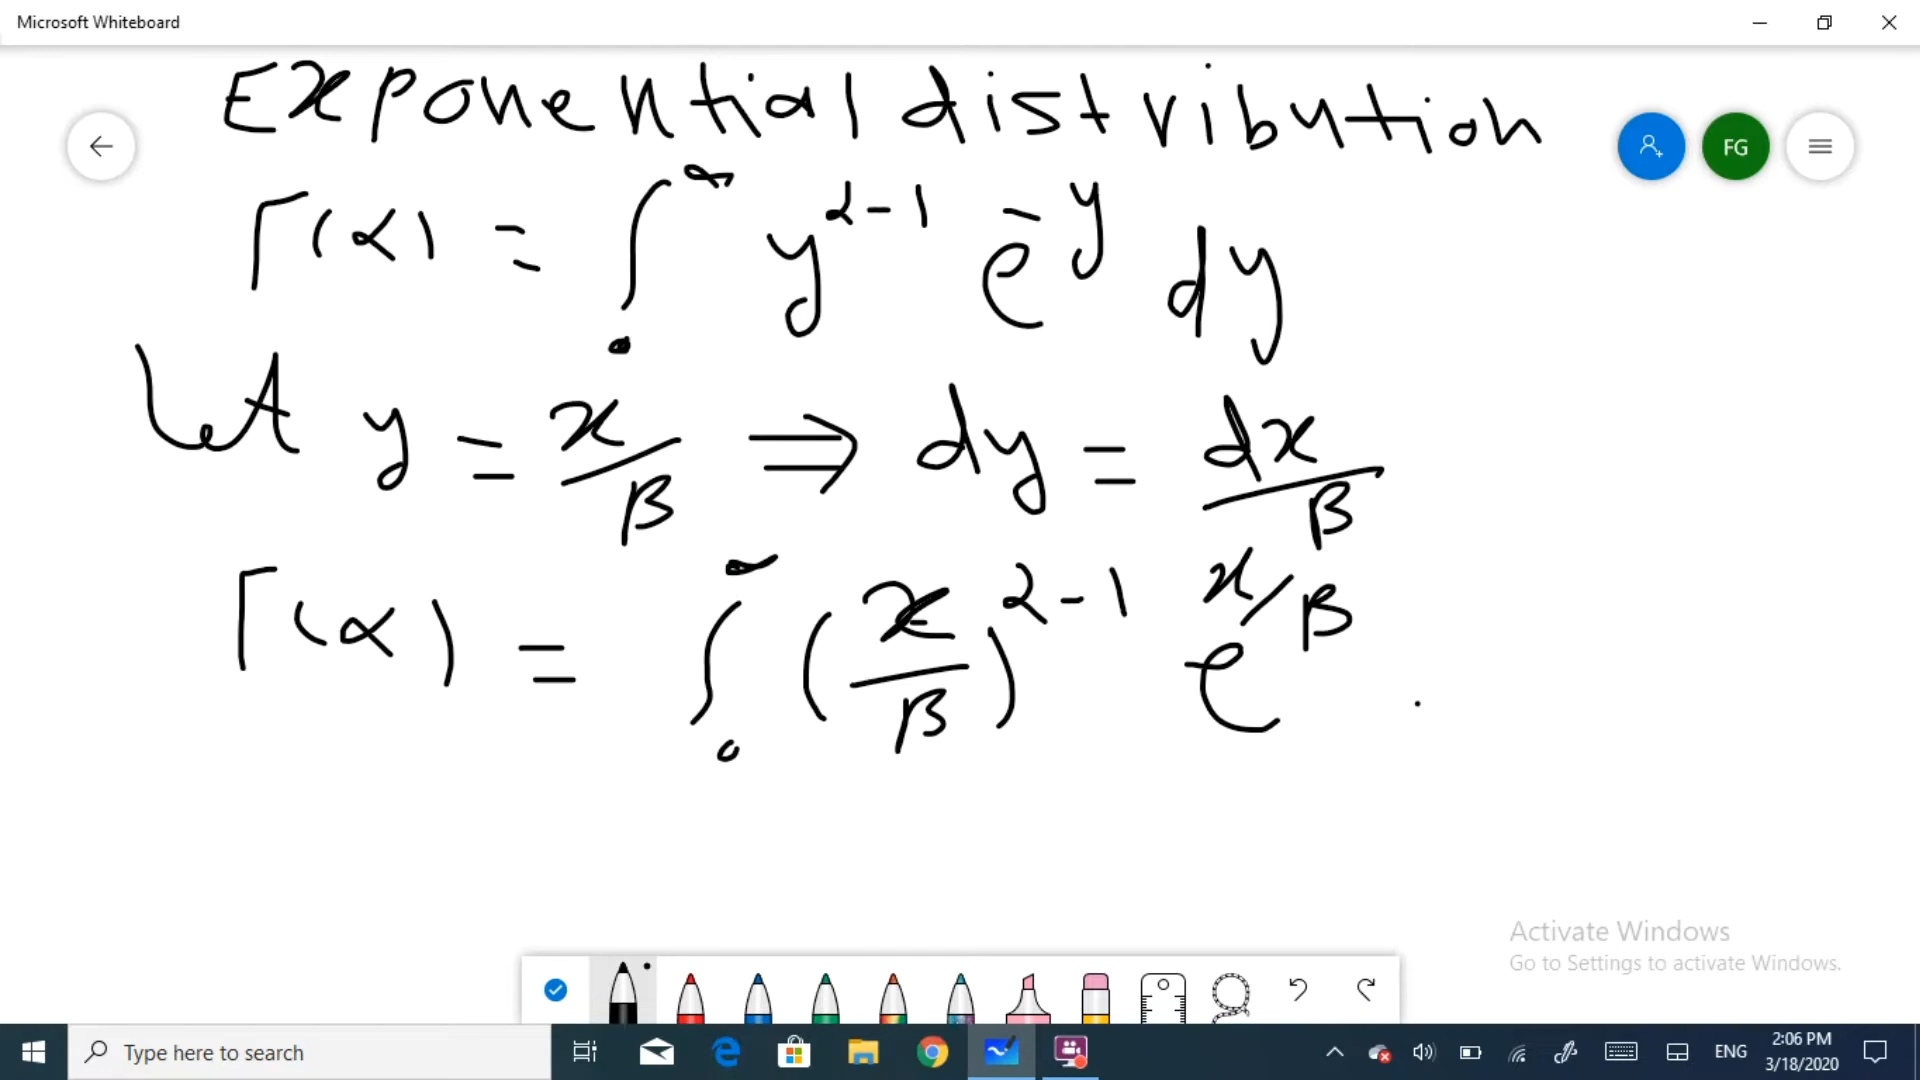 Microsoft Whiteboard
Exponential distribution
FG
Γ(α) = ∫₀^∞ y^(α-1) e^(-y) dy
Let y = x/β ⇒ dy = dx/β
Γ(α) = ∫₀^∞ (x/β)^(α-1) e^(x/β)
Activate Windows
Go to Settings to activate Windows.
Type here to search
ENG
2:06 PM
3/18/2020